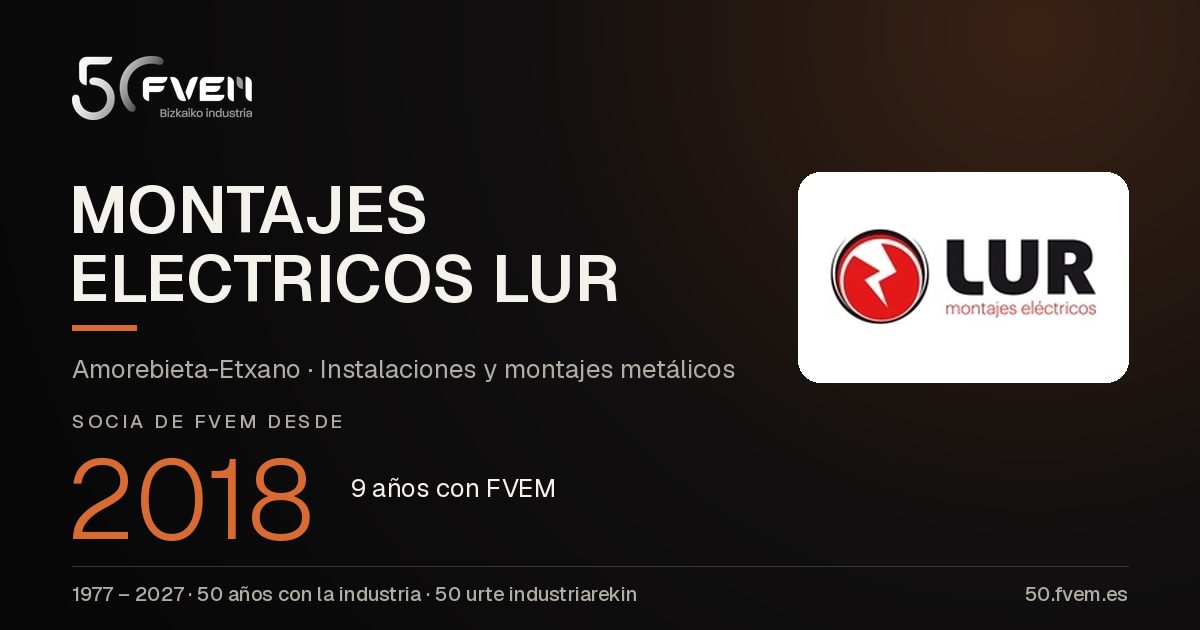 50 FVEM
Bizkaiko industria
MONTAJES
ELECTRICOS LUR
LUR
montajes eléctricos
Amorebieta-Etxano · Instalaciones y montajes metálicos
SOCIA DE FVEM DESDE
2018
9 años con FVEM
1977 – 2027 · 50 años con la industria · 50 urte industriarekin
50.fvem.es